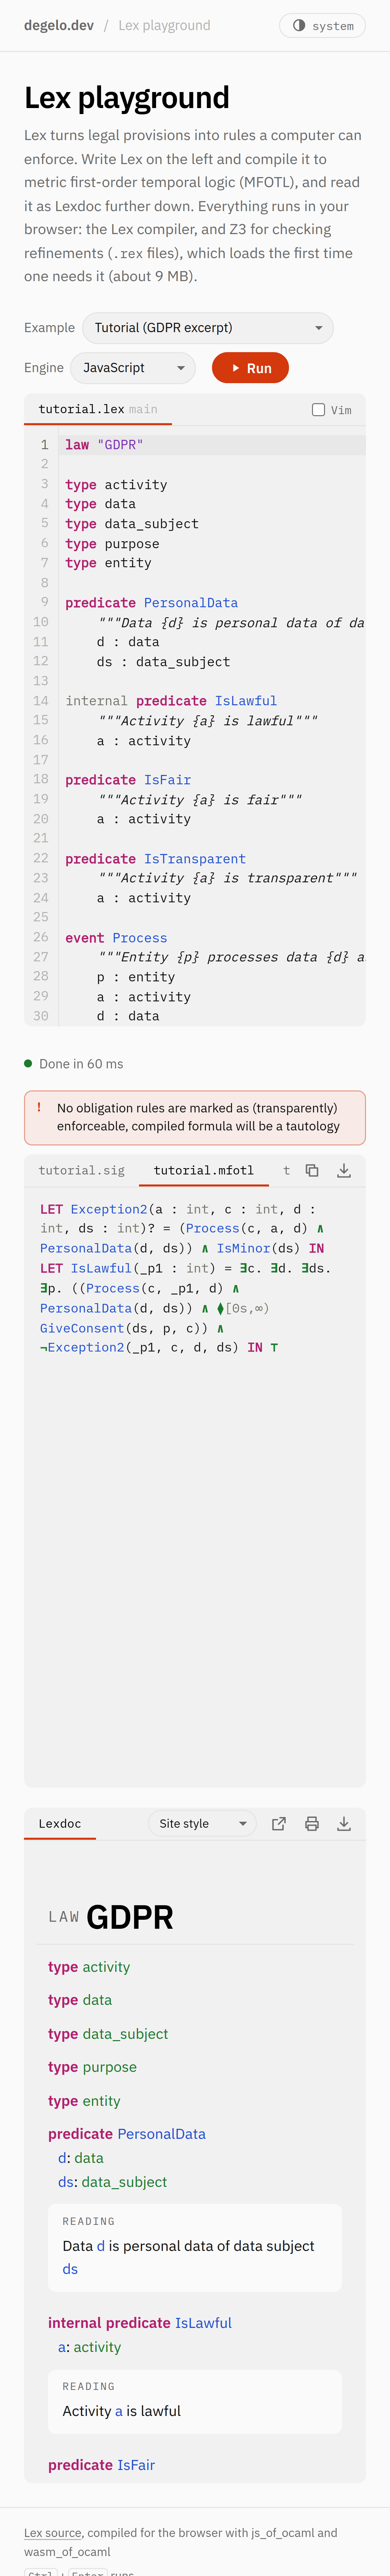 degelo.dev / Lex playground system
Lex playground
Lex turns legal provisions into rules a computer can
enforce. Write Lex on the left and compile it to
metric first-order temporal logic (MFOTL), and read
it as Lexdoc further down. Everything runs in your
browser: the Lex compiler, and Z3 for checking
refinements (.rex files), which loads the first time
one needs it (about 9 MB).
Example Tutorial (GDPR excerpt)
Engine JavaScript Run
tutorial.lex main Vim
1 law "GDPR"
2
3 type activity
4 type data
5 type data_subject
6 type purpose
7 type entity
8
9 predicate PersonalData
10 """Data {d} is personal data of da
11 d : data
12 ds : data_subject
13
14 internal predicate IsLawful
15 """Activity {a} is lawful"""
16 a : activity
17
18 predicate IsFair
19 """Activity {a} is fair"""
20 a : activity
21
22 predicate IsTransparent
23 """Activity {a} is transparent"""
24 a : activity
25
26 event Process
27 """Entity {p} processes data {d} a
28 p : entity
29 a : activity
30 d : data
Done in 60 ms
! No obligation rules are marked as (transparently)
enforceable, compiled formula will be a tautology
tutorial.sig tutorial.mfotl t
LET Exception2(a : int, c : int, d :
int, ds : int)? = (Process(c, a, d) ∧
PersonalData(d, ds)) ∧ IsMinor(ds) IN
LET IsLawful(_p1 : int) = ∃c. ∃d. ∃ds.
∃p. ((Process(c, _p1, d) ∧
PersonalData(d, ds)) ∧ ⧫[0s,∞)
GiveConsent(ds, p, c)) ∧
¬Exception2(_p1, c, d, ds) IN ⊤
Lexdoc Site style
LAW GDPR
type activity
type data
type data_subject
type purpose
type entity
predicate PersonalData
d: data
ds: data_subject
READING
Data d is personal data of data subject
ds
internal predicate IsLawful
a: activity
READING
Activity a is lawful
predicate IsFair
Lex source, compiled for the browser with js_of_ocaml and
wasm_of_ocaml